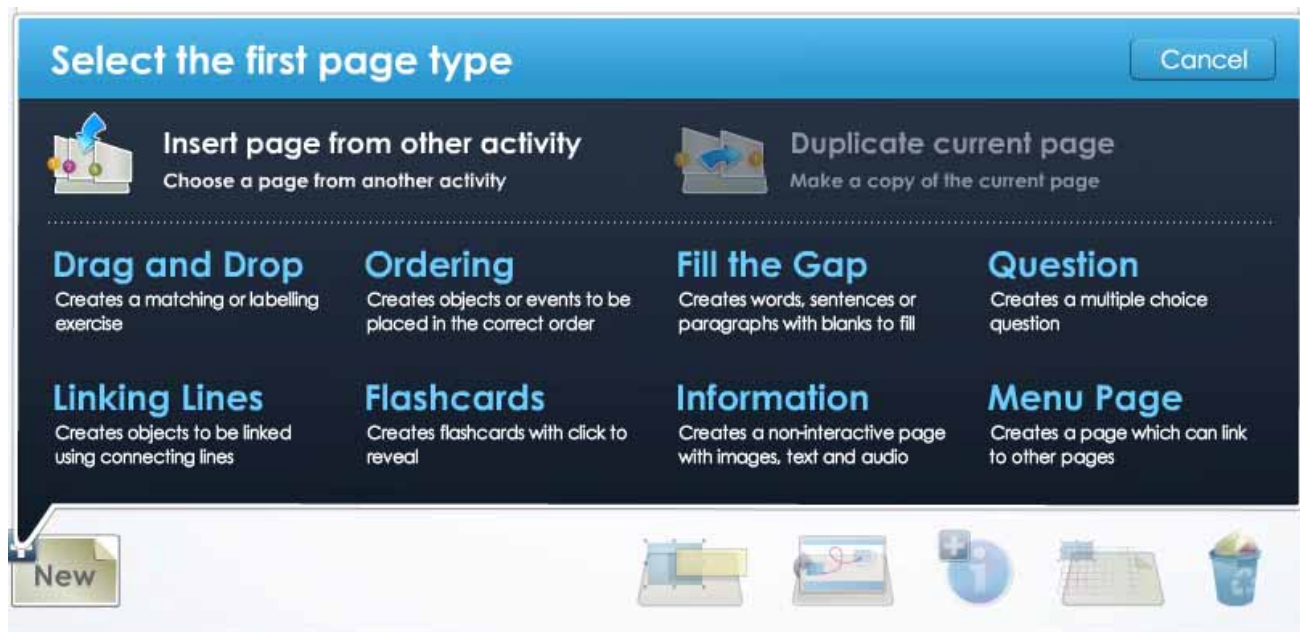 Select the first page type
Cancel
Insert page from other activity
Choose a page from another activity
Duplicate current page
Make a copy of the current page
Drag and Drop
Creates a matching or labelling
exercise
Ordering
Creates objects or events to be
placed in the correct order
Fill the Gap
Creates words, sentences or
paragraphs with blanks to fill
Question
Creates a multiple choice
question
Linking Lines
Creates objects to be linked
using connecting lines
Flashcards
Creates flashcards with click to
reveal
Information
Creates a non-interactive page
with images, text and audio
Menu Page
Creates a page which can link
to other pages
New